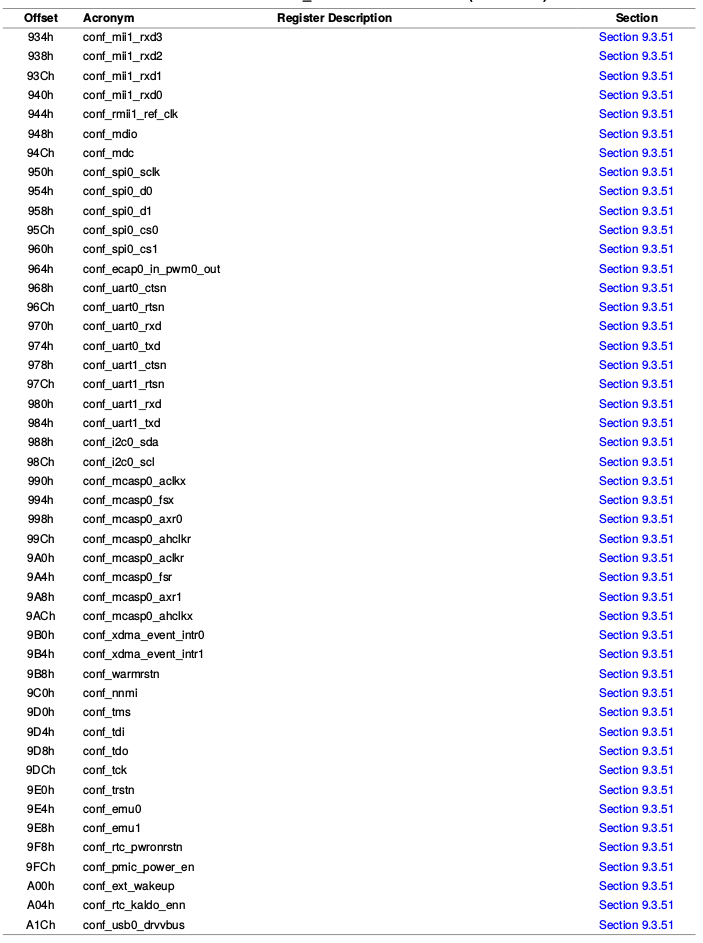 Offset Acronym Register Description Section
934h conf_mii1_rxd3 Section 9.3.51
938h conf_mii1_rxd2 Section 9.3.51
93Ch conf_mii1_rxd1 Section 9.3.51
940h conf_mii1_rxd0 Section 9.3.51
944h conf_rmii1_ref_clk Section 9.3.51
948h conf_mdio Section 9.3.51
94Ch conf_mdc Section 9.3.51
950h conf_spi0_sclk Section 9.3.51
954h conf_spi0_d0 Section 9.3.51
958h conf_spi0_d1 Section 9.3.51
95Ch conf_spi0_cs0 Section 9.3.51
960h conf_spi0_cs1 Section 9.3.51
964h conf_ecap0_in_pwm0_out Section 9.3.51
968h conf_uart0_ctsn Section 9.3.51
96Ch conf_uart0_rtsn Section 9.3.51
970h conf_uart0_rxd Section 9.3.51
974h conf_uart0_txd Section 9.3.51
978h conf_uart1_ctsn Section 9.3.51
97Ch conf_uart1_rtsn Section 9.3.51
980h conf_uart1_rxd Section 9.3.51
984h conf_uart1_txd Section 9.3.51
988h conf_i2c0_sda Section 9.3.51
98Ch conf_i2c0_scl Section 9.3.51
990h conf_mcasp0_aclkx Section 9.3.51
994h conf_mcasp0_fsx Section 9.3.51
998h conf_mcasp0_axr0 Section 9.3.51
99Ch conf_mcasp0_ahclkr Section 9.3.51
9A0h conf_mcasp0_aclkr Section 9.3.51
9A4h conf_mcasp0_fsr Section 9.3.51
9A8h conf_mcasp0_axr1 Section 9.3.51
9ACh conf_mcasp0_ahclkx Section 9.3.51
9B0h conf_xdma_event_intr0 Section 9.3.51
9B4h conf_xdma_event_intr1 Section 9.3.51
9B8h conf_warmrstn Section 9.3.51
9C0h conf_nnmi Section 9.3.51
9D0h conf_tms Section 9.3.51
9D4h conf_tdi Section 9.3.51
9D8h conf_tdo Section 9.3.51
9DCh conf_tck Section 9.3.51
9E0h conf_trstn Section 9.3.51
9E4h conf_emu0 Section 9.3.51
9E8h conf_emu1 Section 9.3.51
9F8h conf_rtc_pwronrstn Section 9.3.51
9FCh conf_pmic_power_en Section 9.3.51
A00h conf_ext_wakeup Section 9.3.51
A04h conf_rtc_kaldo_enn Section 9.3.51
A1Ch conf_usb0_drvvbus Section 9.3.51